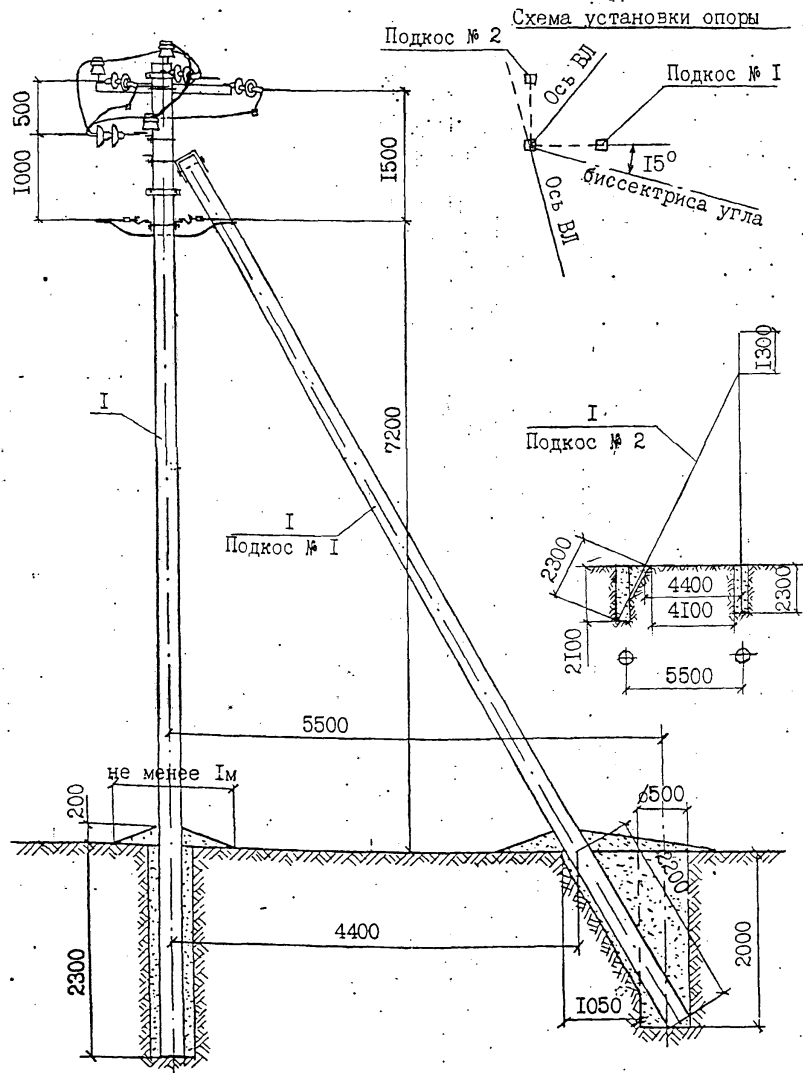 Схема установки опоры
Подкос № 2
Ось ВЛ
Подкос № I
I5°
биссектриса угла
Ось ВЛ
500
I000
I500
I300
I
7200
I
Подкос № 2
I
Подкос № I
2300
4400
4I00
2300
2I00
5500
5500
не менее Iм
200
ø500
2200
4400
2300
2000
I050